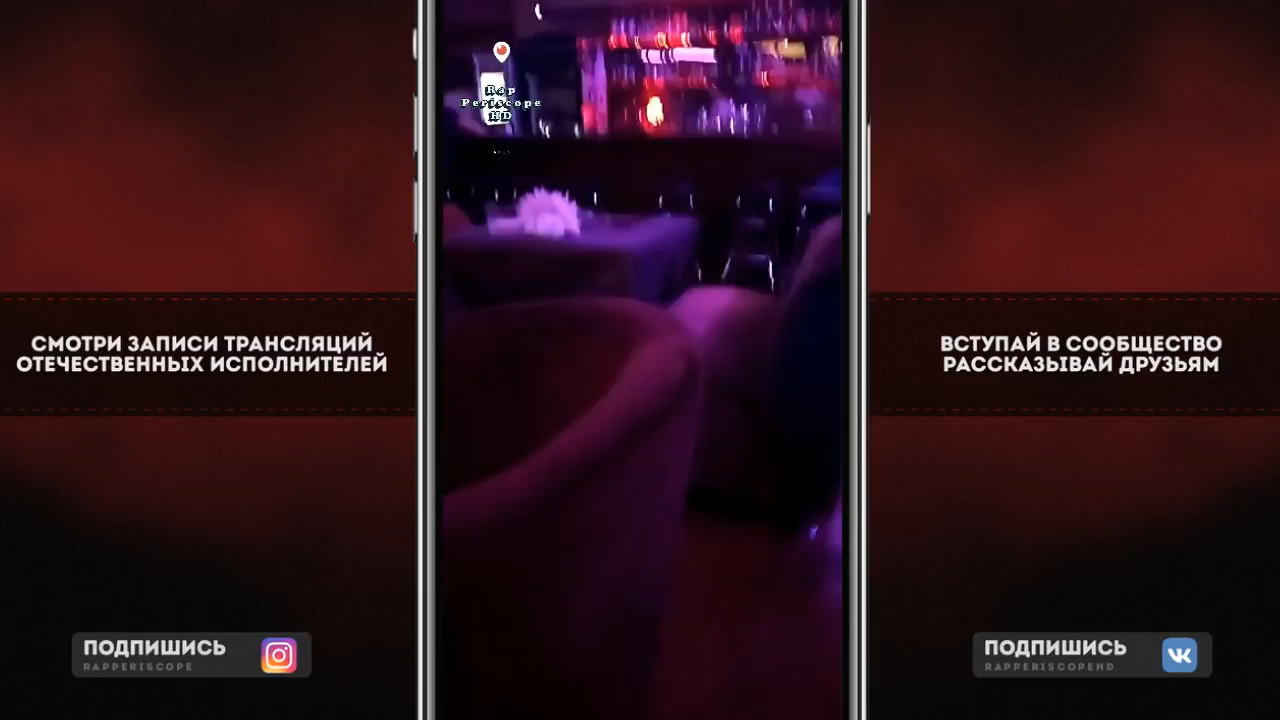 Rap
Periscope
HD
СМОТРИ ЗАПИСИ ТРАНСЛЯЦИЙ
ОТЕЧЕСТВЕННЫХ ИСПОЛНИТЕЛЕЙ
ВСТУПАЙ В СООБЩЕСТВО
РАССКАЗЫВАЙ ДРУЗЬЯМ
ПОДПИШИСЬ
RAPPERISCOPE
ПОДПИШИСЬ
RAPPERISCOPEHD